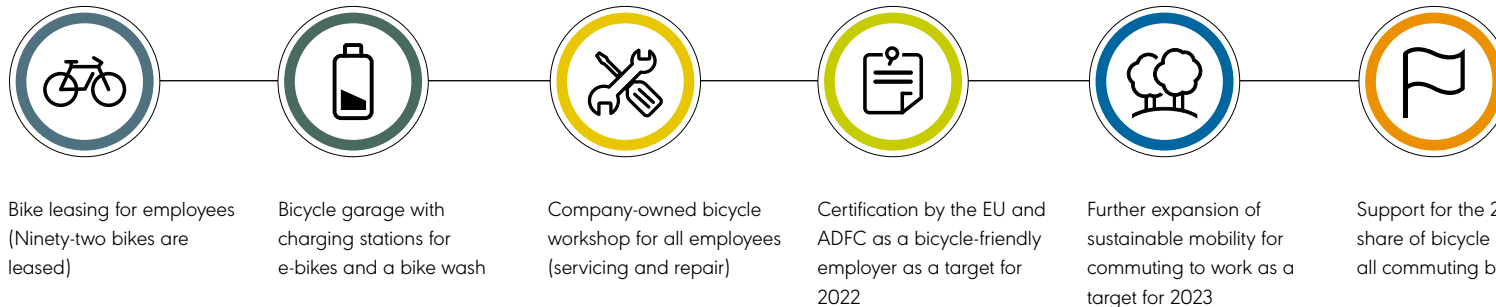 Bike leasing for employees
(Ninety-two bikes are
leased)
Bicycle garage with
charging stations for
e-bikes and a bike wash
Company-owned bicycle
workshop for all employees
(servicing and repair)
Certification by the EU and
ADFC as a bicycle-friendly
employer as a target for
2022
Further expansion of
sustainable mobility for
commuting to work as a
target for 2023
Support for the
share of bicycle
all commuting